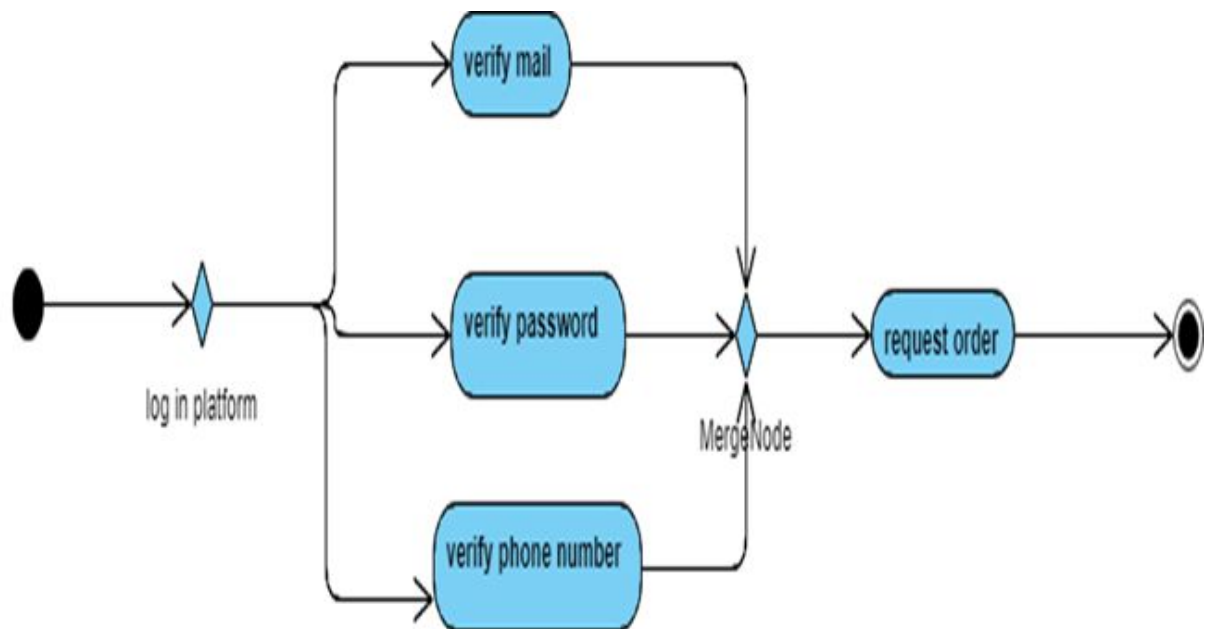 verify mail
log in platform
verify password
MergeNode
request order
verify phone number